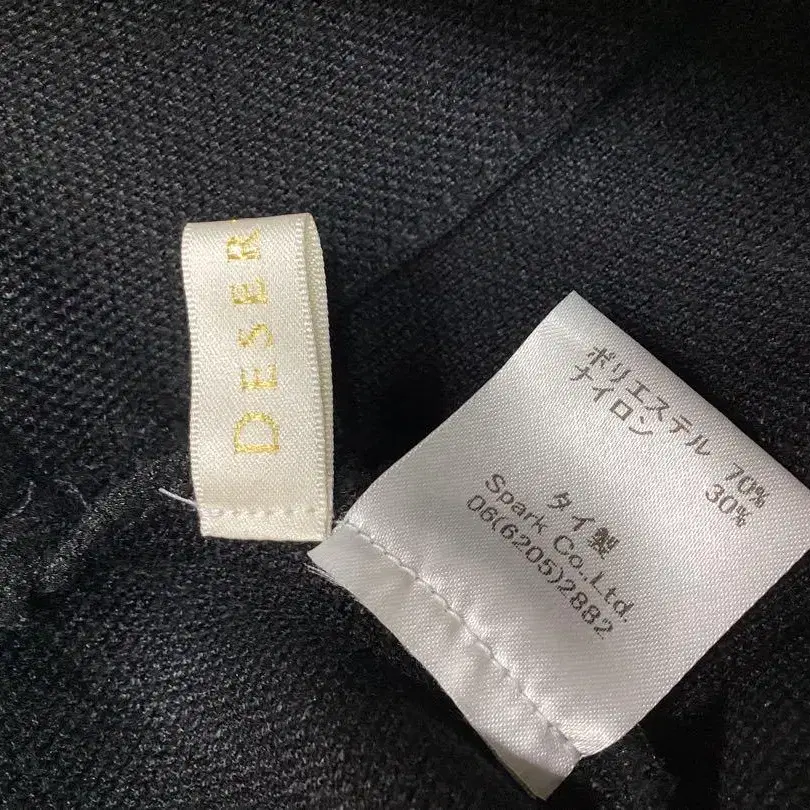 DESER
ポリエステル 70%
ナイロン 30%
タイ製
Spark Co.,Ltd.
06(6205)2882